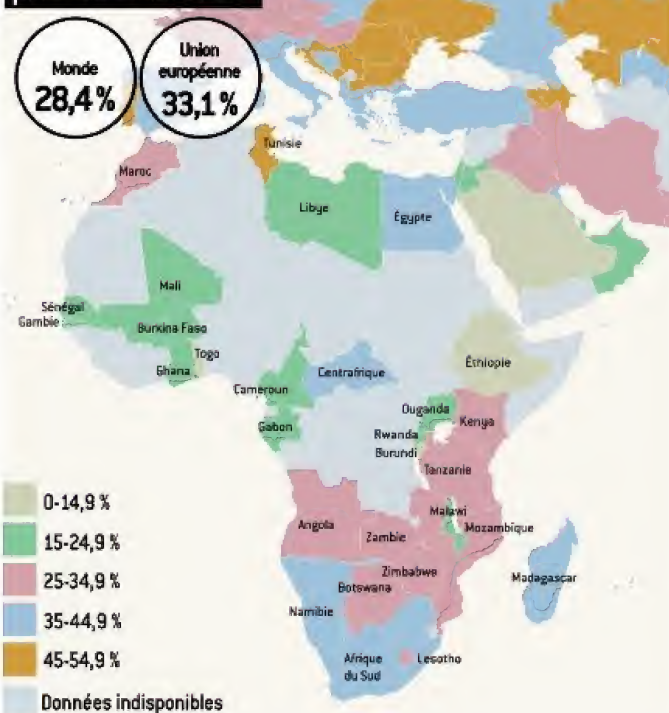 Monde
28,4 %
Union
européenne
33,1 %
Tunisie
Maroc
Libye
Égypte
Mali
Sénégal
Gambie
Burkina Faso
Togo
Ghana
Éthiopie
Centrafrique
Cameroun
Ouganda
Kenya
Gabon
Rwanda
Burundi
Tanzanie
Malawi
Mozambique
Angola
Zambie
Zimbabwe
Botswana
Madagascar
Namibie
Afrique
du Sud
Lesotho
0-14,9 %
15-24,9 %
25-34,9 %
35-44,9 %
45-54,9 %
Données indisponibles